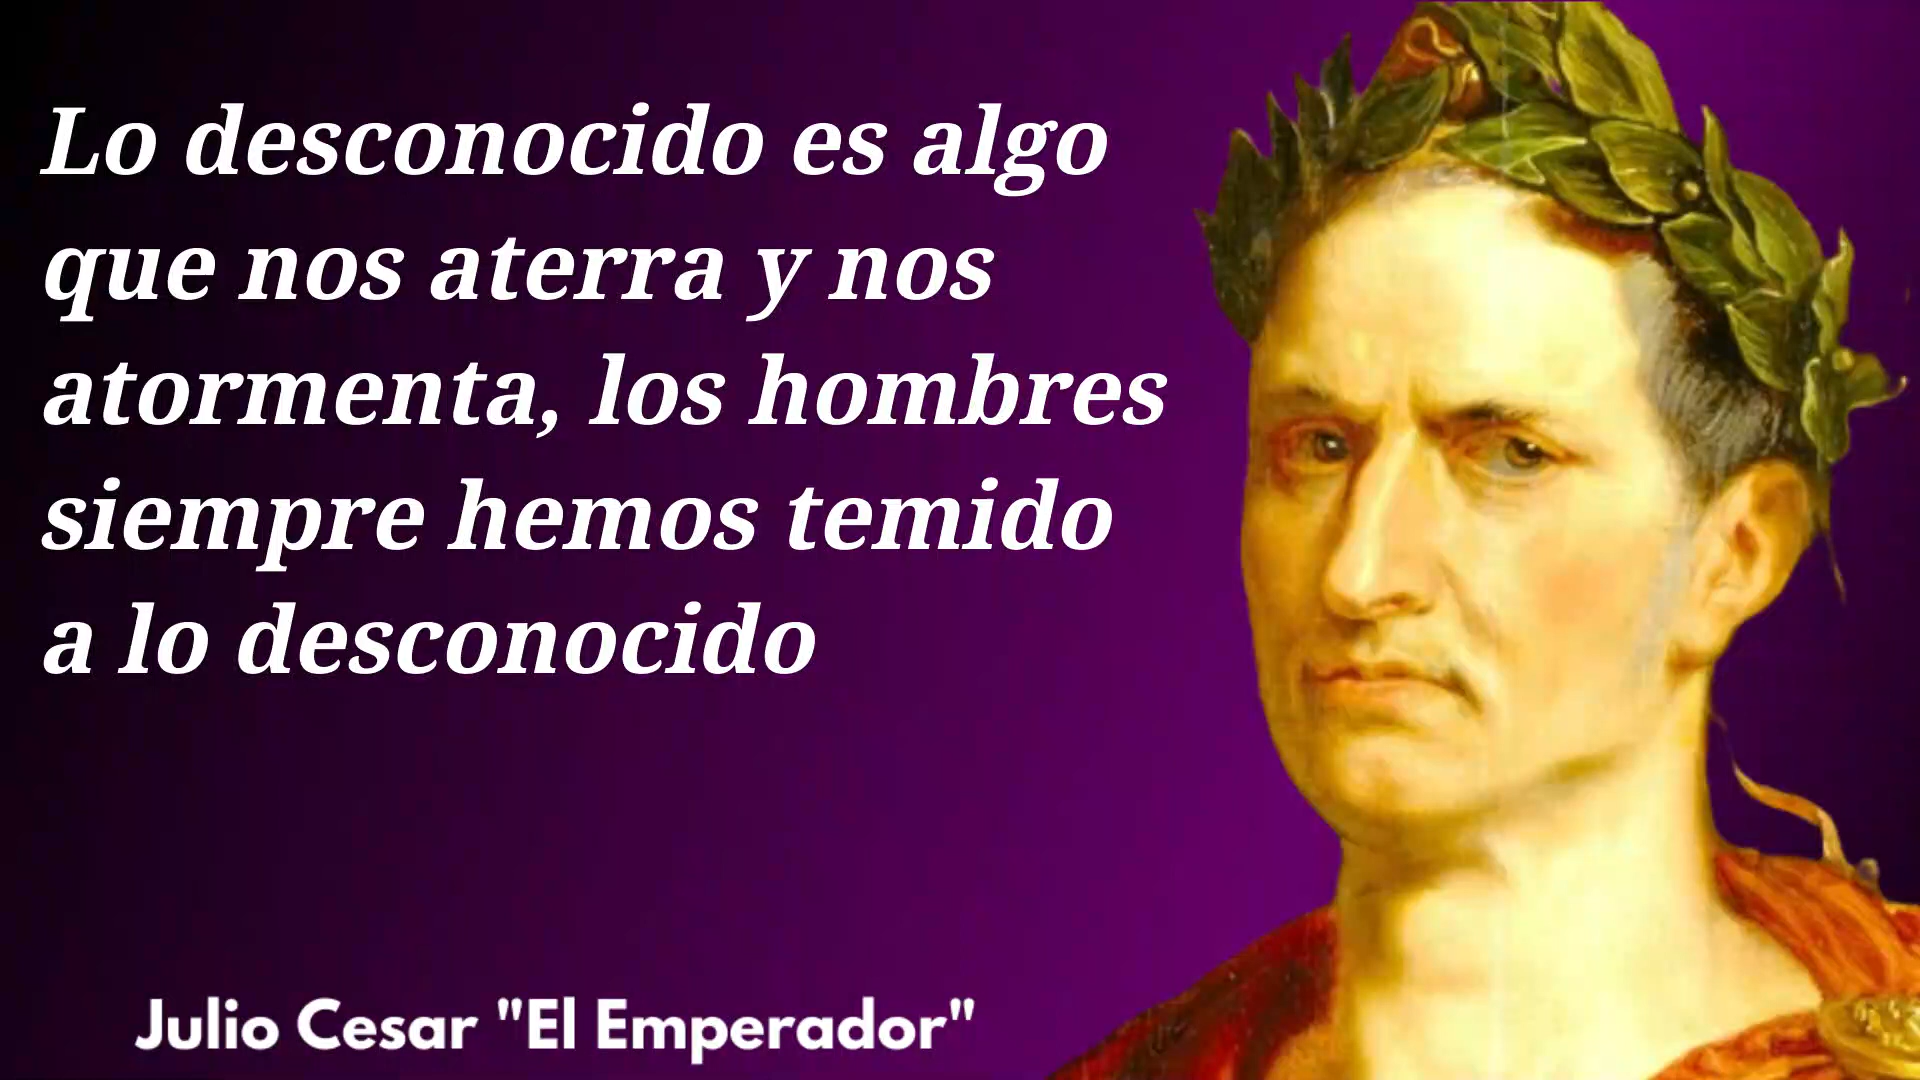 Lo desconocido es algo
que nos aterra y nos
atormenta, los hombres
siempre hemos temido
a lo desconocido
Julio Cesar "El Emperador"